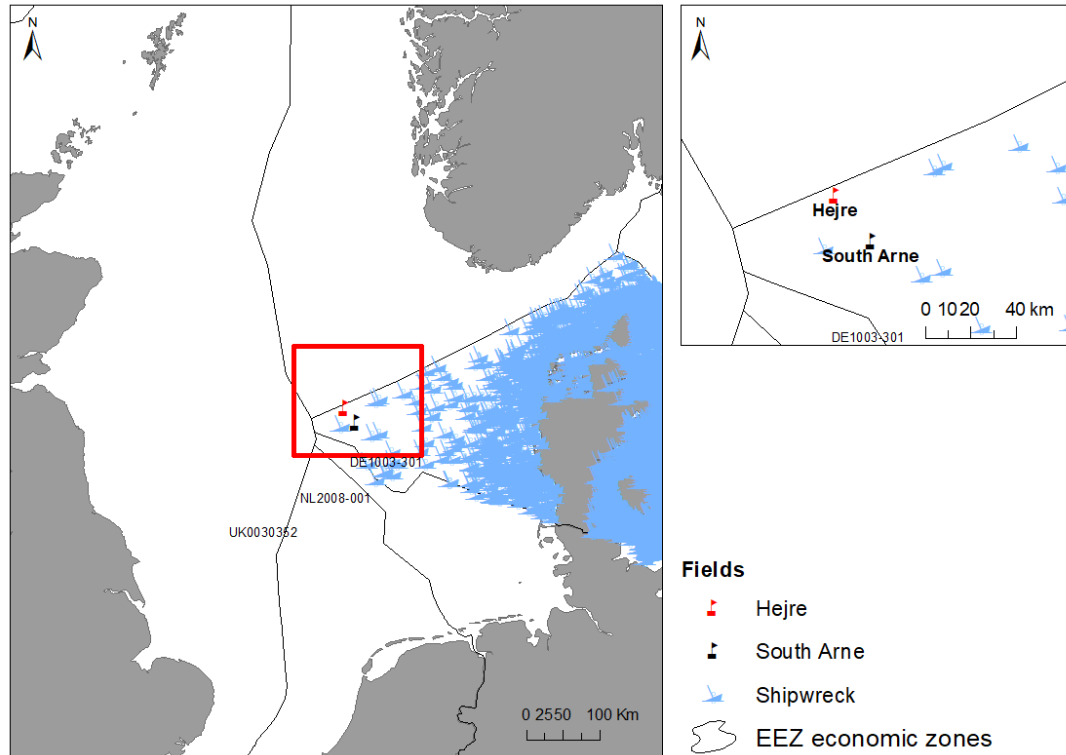 N
DE1003-301
NL2008-001
UK0030352
0 2550 100 Km
N
Hejre
South Arne
0 1020 40 km
DE1003-301
Fields
Hejre
South Arne
Shipwreck
EEZ economic zones